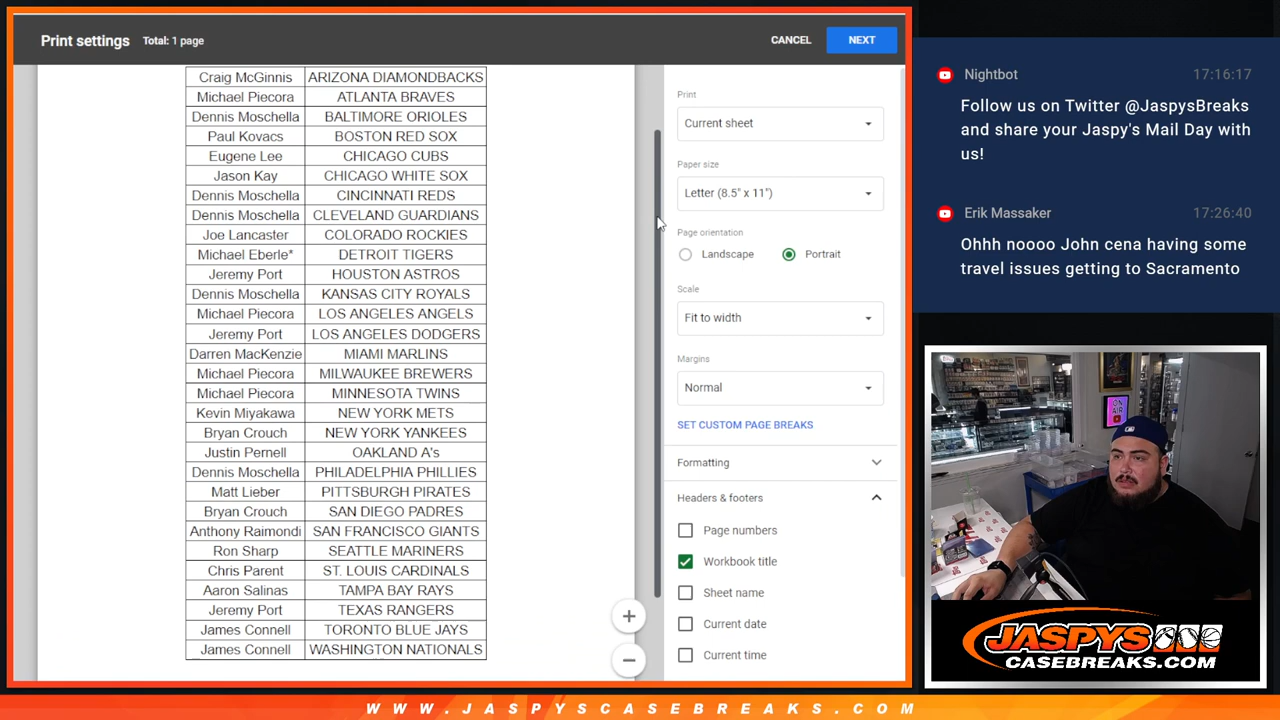 Print settings Total: 1 page CANCEL NEXT
Craig McGinnis ARIZONA DIAMONDBACKS
Michael Piecora ATLANTA BRAVES
Dennis Moschella BALTIMORE ORIOLES
Paul Kovacs BOSTON RED SOX
Eugene Lee CHICAGO CUBS
Jason Kay CHICAGO WHITE SOX
Dennis Moschella CINCINNATI REDS
Dennis Moschella CLEVELAND GUARDIANS
Joe Lancaster COLORADO ROCKIES
Michael Eberle* DETROIT TIGERS
Jeremy Port HOUSTON ASTROS
Dennis Moschella KANSAS CITY ROYALS
Michael Piecora LOS ANGELES ANGELS
Jeremy Port LOS ANGELES DODGERS
Darren MacKenzie MIAMI MARLINS
Michael Piecora MILWAUKEE BREWERS
Michael Piecora MINNESOTA TWINS
Kevin Miyakawa NEW YORK METS
Bryan Crouch NEW YORK YANKEES
Justin Pernell OAKLAND A's
Dennis Moschella PHILADELPHIA PHILLIES
Matt Lieber PITTSBURGH PIRATES
Bryan Crouch SAN DIEGO PADRES
Anthony Raimondi SAN FRANCISCO GIANTS
Ron Sharp SEATTLE MARINERS
Chris Parent ST. LOUIS CARDINALS
Aaron Salinas TAMPA BAY RAYS
Jeremy Port TEXAS RANGERS
James Connell TORONTO BLUE JAYS
James Connell WASHINGTON NATIONALS
Print
Current sheet
Paper size
Letter (8.5" x 11")
Page orientation
Landscape Portrait
Scale
Fit to width
Margins
Normal
SET CUSTOM PAGE BREAKS
Formatting
Headers & footers
Page numbers
Workbook title
Sheet name
Current date
Current time
Nightbot 17:16:17
Follow us on Twitter @JaspysBreaks
and share your Jaspy's Mail Day with
us!
Erik Massaker 17:26:40
Ohhh noooo John cena having some
travel issues getting to Sacramento
ON
AIR
JASPYS
CASEBREAKS.COM
WWW.JASPYSCASEBREAKS.COM